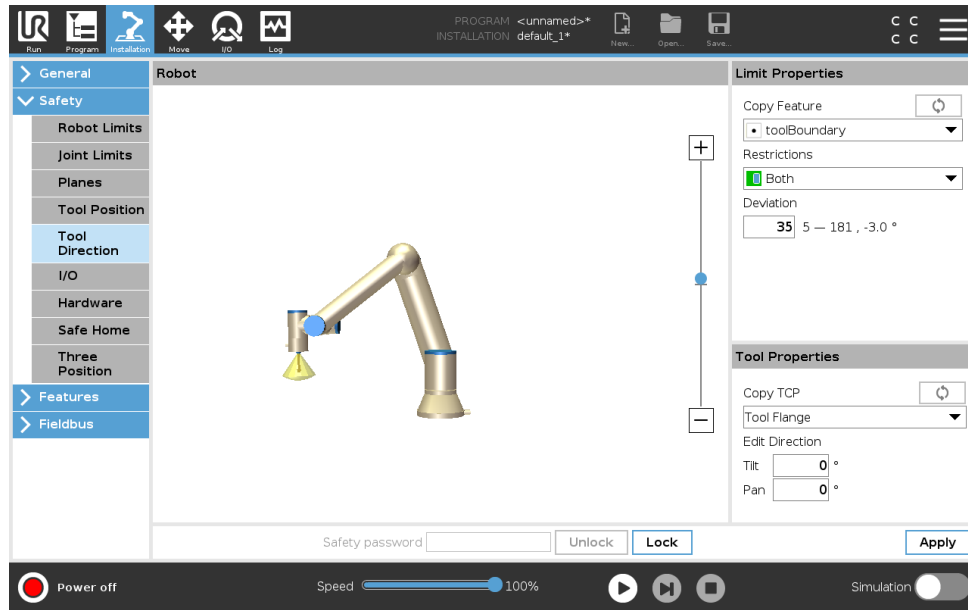 UR
PROGRAM <unnamed>*
INSTALLATION default_1*
Run Program Installation Move I/O Log
New... Open... Save...
C C
C C
General
Safety
Robot Limits
Joint Limits
Planes
Tool Position
Tool
Direction
I/O
Hardware
Safe Home
Three
Position
Features
Fieldbus
Robot
+
−
Limit Properties
Copy Feature
toolBoundary
Restrictions
Both
Deviation
35 5 — 181 , -3.0 °
Tool Properties
Copy TCP
Tool Flange
Edit Direction
Tilt 0 °
Pan 0 °
Safety password Unlock Lock
Apply
Power off
Speed 100%
Simulation